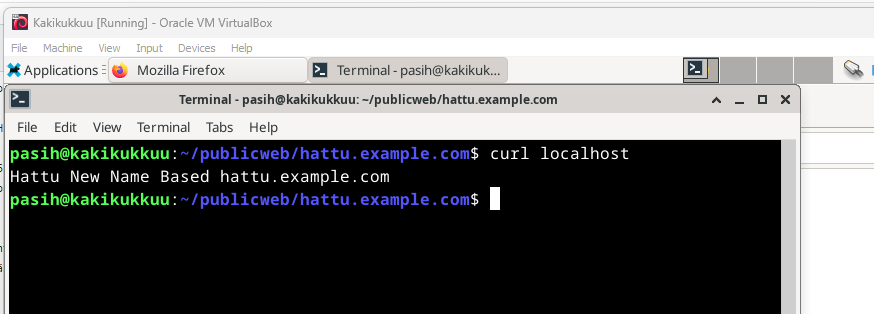 Kakikukkuu [Running] - Oracle VM VirtualBox
File Machine View Input Devices Help
Applications Mozilla Firefox Terminal - pasih@kakikuk...
Terminal - pasih@kakikukkuu: ~/publicweb/hattu.example.com
File Edit View Terminal Tabs Help
pasih@kakikukkuu:~/publicweb/hattu.example.com$ curl localhost
Hattu New Name Based hattu.example.com
pasih@kakikukkuu:~/publicweb/hattu.example.com$